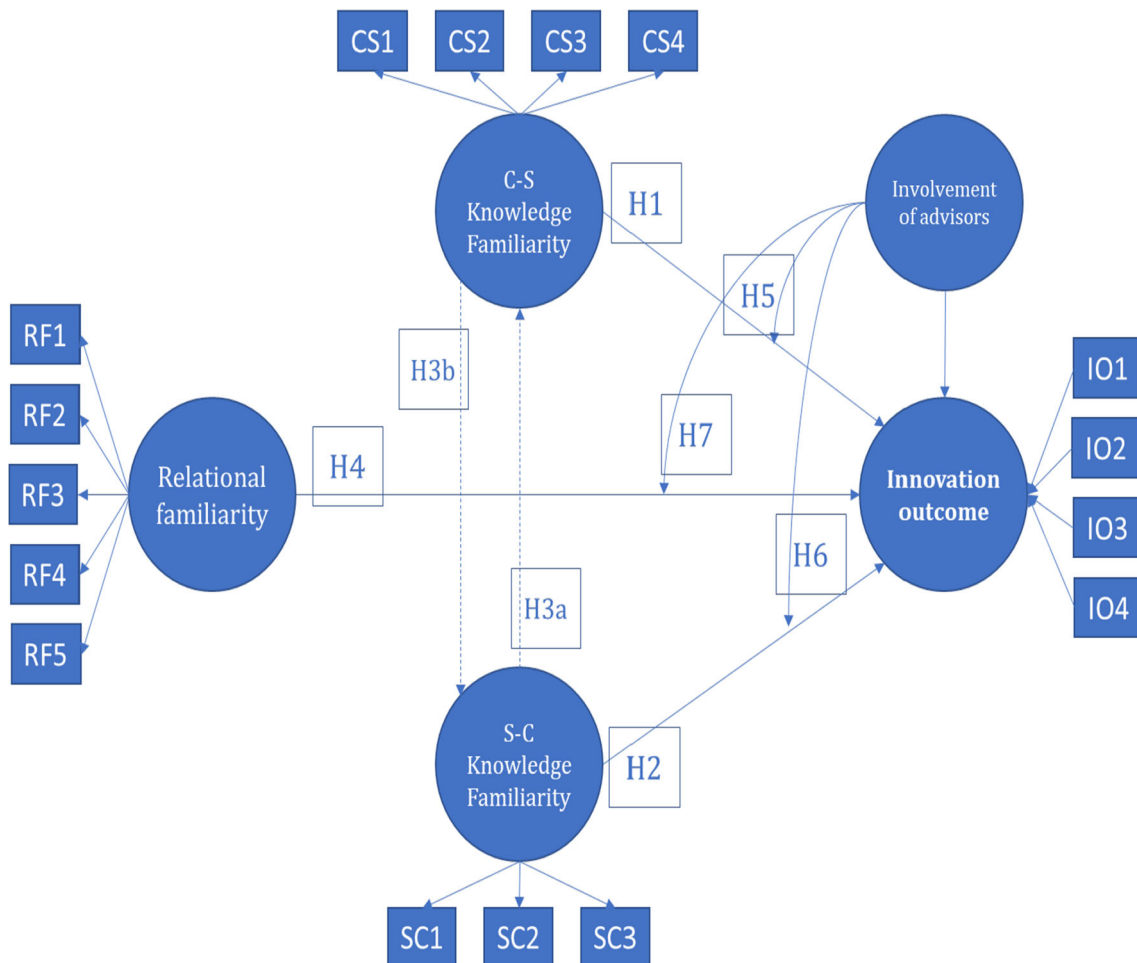 CS1
CS2
CS3
CS4
C-S
Knowledge
Familiarity
H1
Involvement
of advisors
H5
RF1
RF2
RF3
RF4
RF5
H3b
Relational
familiarity
H4
H7
Innovation
outcome
IO1
IO2
IO3
IO4
H3a
H6
S-C
Knowledge
Familiarity
H2
SC1
SC2
SC3